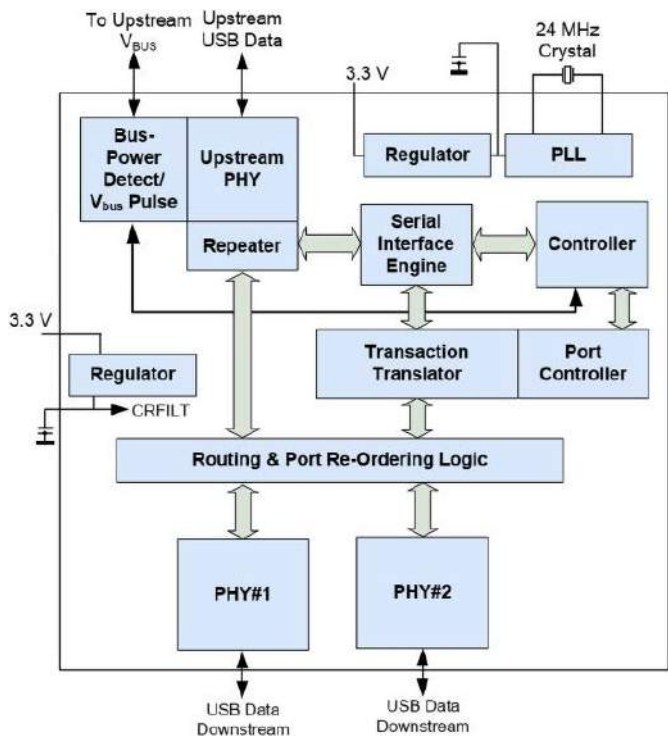 To Upstream
VBUS
Upstream
USB Data
24 MHz
Crystal
3.3 V
Bus-
Power
Detect/
Vbus Pulse
Upstream
PHY
Regulator
PLL
Repeater
Serial
Interface
Engine
Controller
3.3 V
Regulator
CRFILT
Transaction
Translator
Port
Controller
Routing & Port Re-Ordering Logic
PHY#1
PHY#2
USB Data
Downstream
USB Data
Downstream